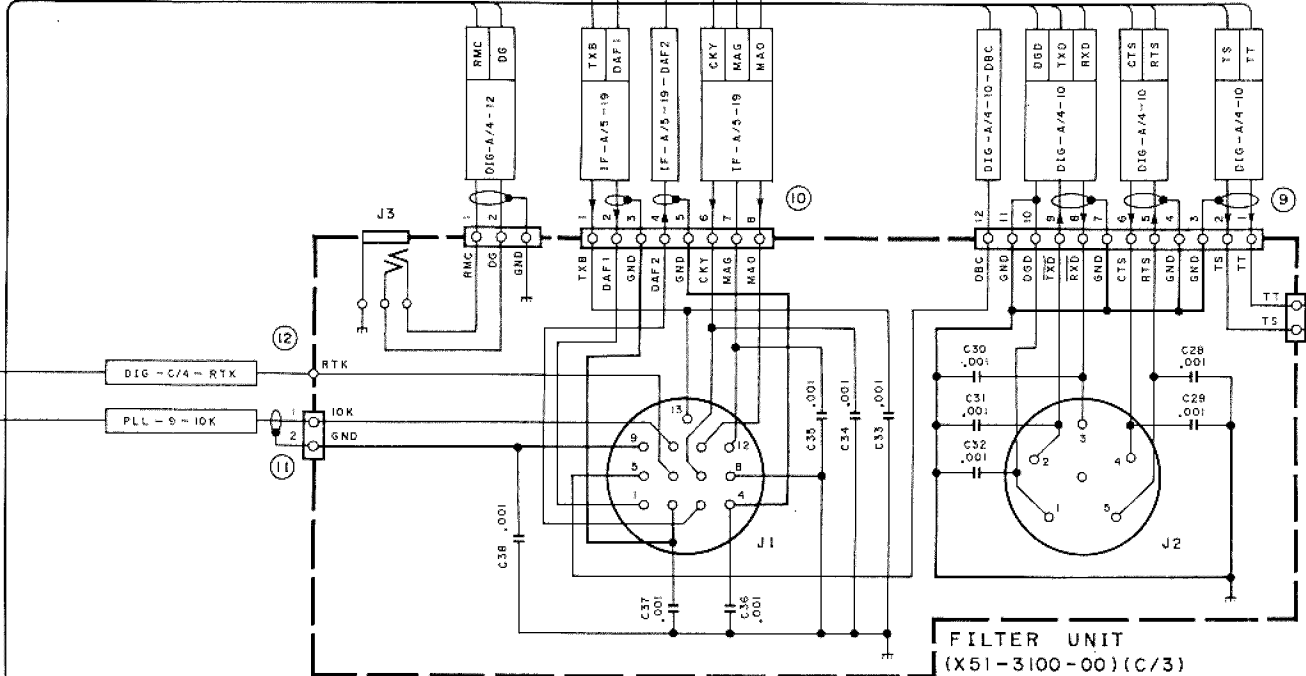 RMC DG
DIG-A/4-12
TXB DAF1
IF-A/5-19
IF-A/5-19-DAF2
CKY MAG MAO
IF-A/5-19
DIG-A/4-10-DBC
DGD TXD RXD
DIG-A/4-10
CTS RTS
DIG-A/4-10
TS TT
DIG-A/4-10
J3
1 2
1 2 3 4 5 6 7 8
10
12 11 10 9 8 7 6 5 4 3 2 1
9
RMC DG GND
TXB DAF1 GND DAF2 GND CKY MAG MAO
DBC GND DGD TXD RXD GND CTS RTS GND GND TS TT
TT
TS
12
DIG-C/4-RTK
RTK
PLL-9-10K
1 10K
2 GND
11
13
9 12
5 8
1 4
J1
C38 .001
C37 .001
C36 .001
C35 .001
C34 .001
C33 .001
C30 .001
C31 .001
C32 .001
C28 .001
C29 .001
3
2 4
1 5
J2
FILTER UNIT
(X51-3100-00)(C/3)